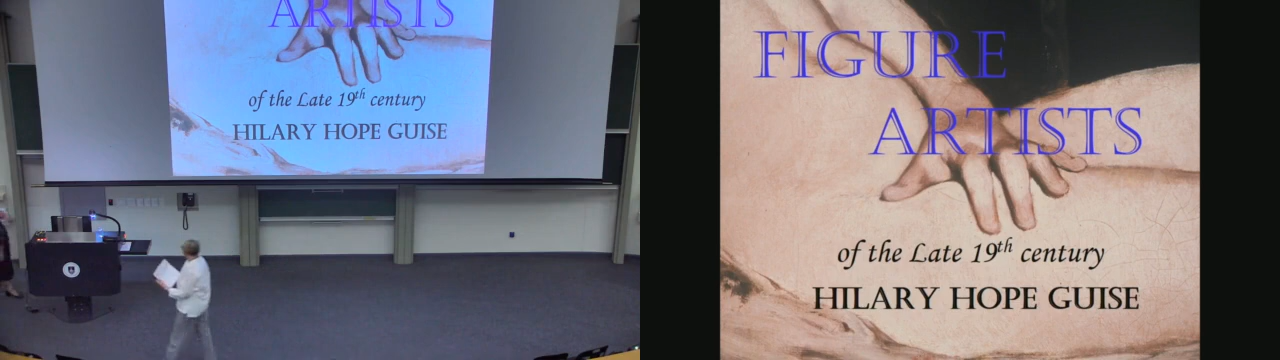 ARTISTS
of the Late 19th century
HILARY HOPE GUISE
FIGURE
ARTISTS
of the Late 19th century
HILARY HOPE GUISE